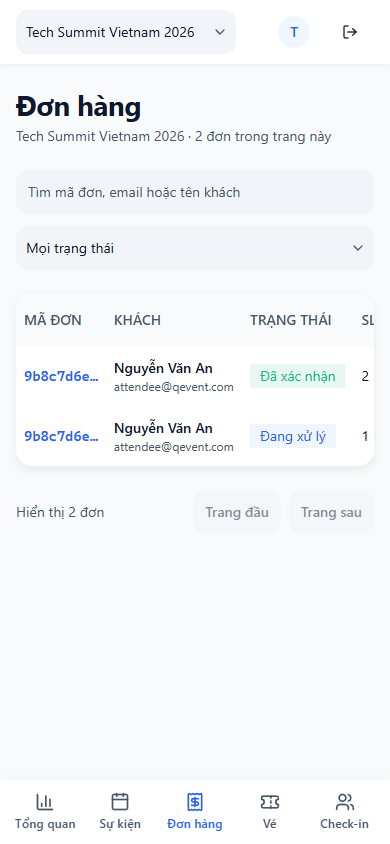 Tech Summit Vietnam 2026
T
Đơn hàng
Tech Summit Vietnam 2026 · 2 đơn trong trang này
Tìm mã đơn, email hoặc tên khách
Mọi trạng thái
MÃ ĐƠN KHÁCH TRẠNG THÁI SL
9b8c7d6e… Nguyễn Văn An Đã xác nhận 2
attendee@qevent.com
9b8c7d6e… Nguyễn Văn An Đang xử lý 1
attendee@qevent.com
Hiển thị 2 đơn Trang đầu Trang sau
Tổng quan Sự kiện Đơn hàng Vé Check-in